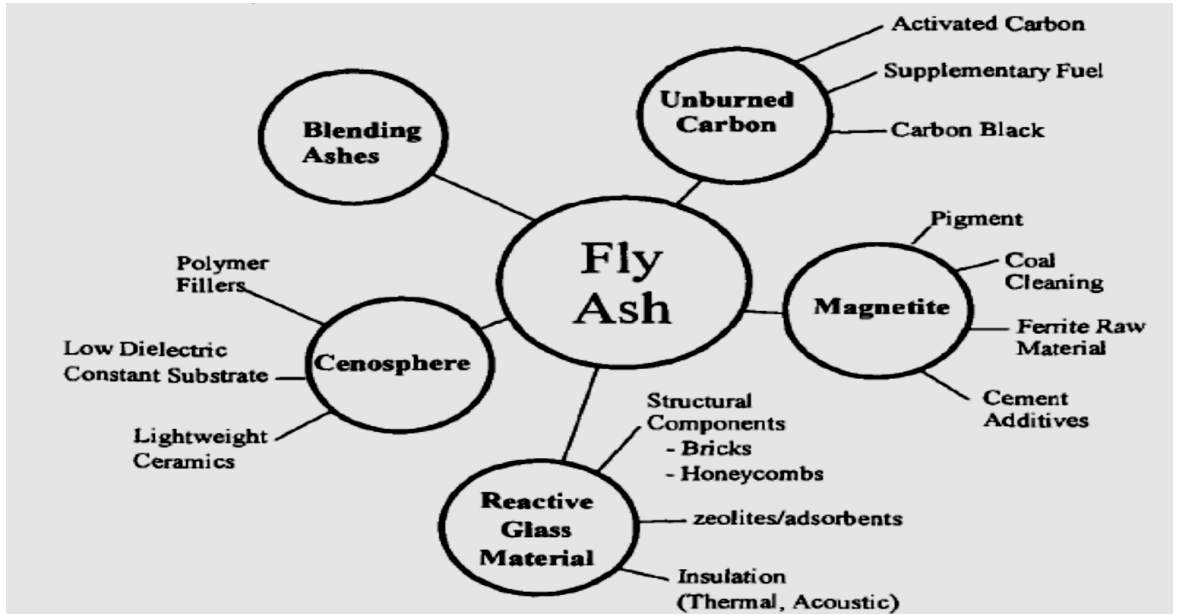 Activated Carbon
Supplementary Fuel
Carbon Black
Unburned
Carbon
Blending
Ashes
Fly
Ash
Pigment
Coal
Cleaning
Magnetite
Ferrite Raw
Material
Cement
Additives
Polymer
Fillers
Cenosphere
Low Dielectric
Constant Substrate
Lightweight
Ceramics
Structural
Components
- Bricks
- Honeycombs
Reactive
Glass
Material
zeolites/adsorbents
Insulation
(Thermal, Acoustic)